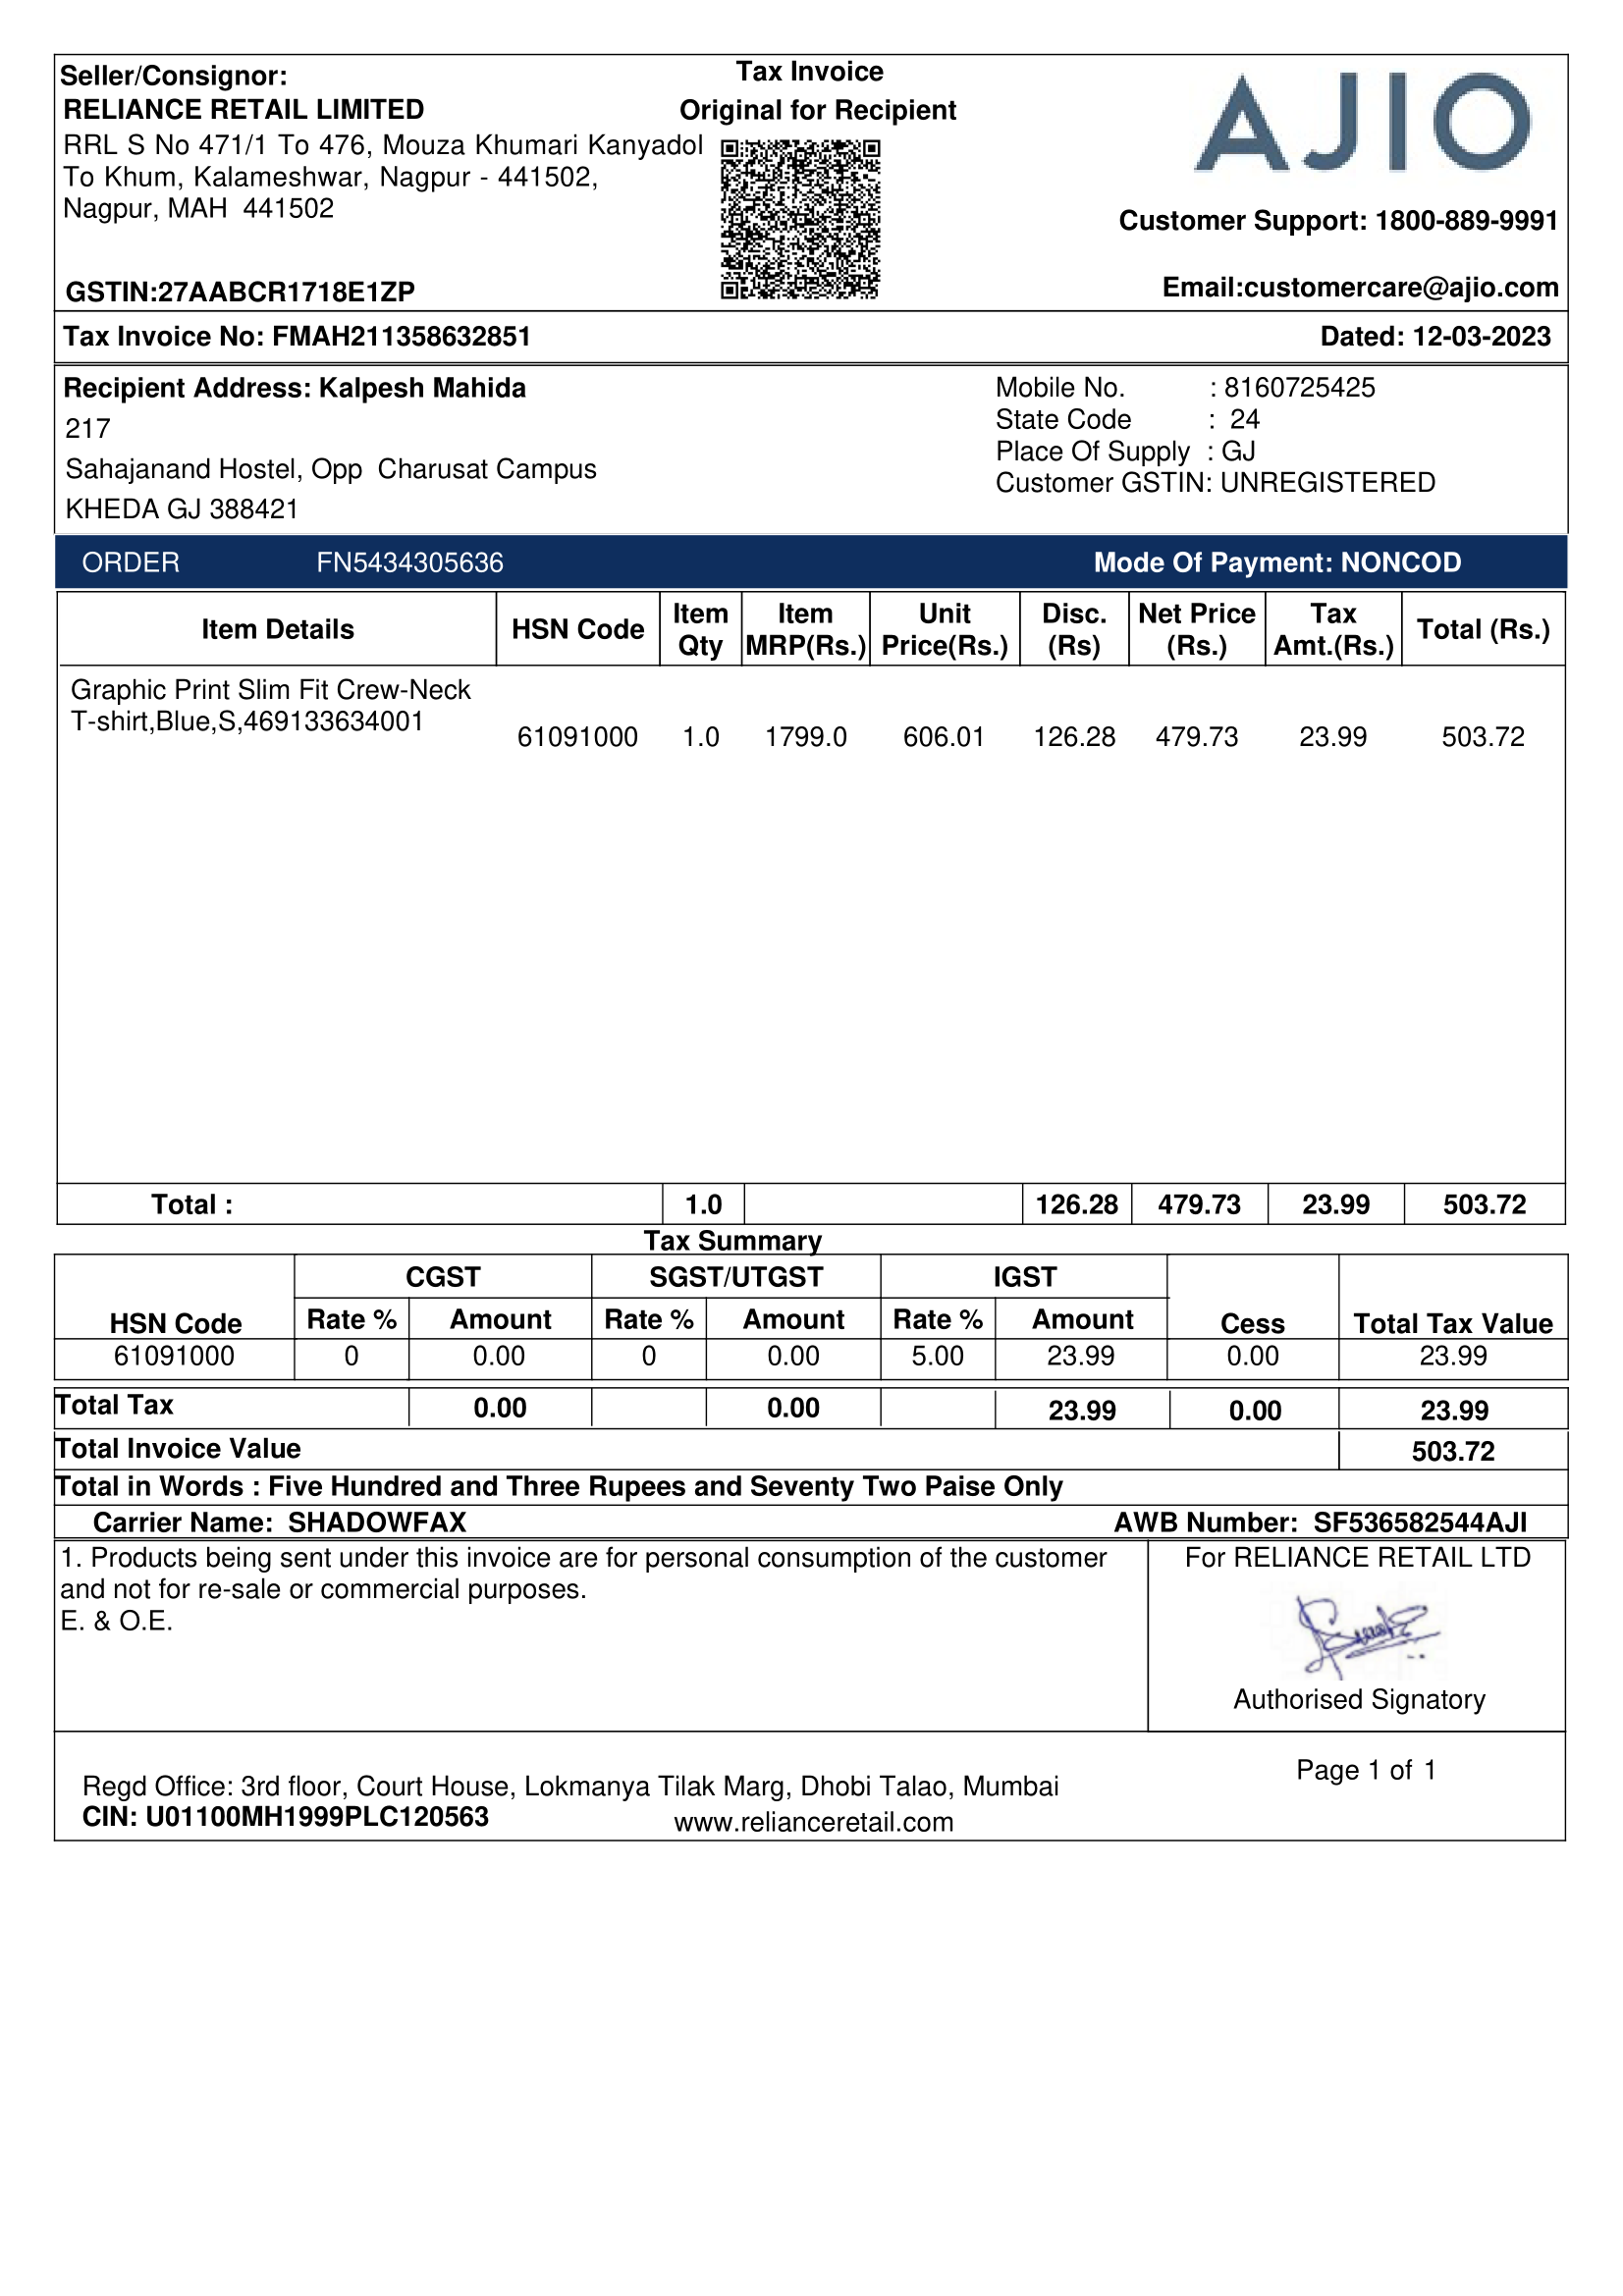 Seller/Consignor:
RELIANCE RETAIL LIMITED
RRL S No 471/1 To 476, Mouza Khumari Kanyadol
To Khum, Kalameshwar, Nagpur - 441502,
Nagpur, MAH  441502
GSTIN:27AABCR1718E1ZP
Tax Invoice
Original for Recipient
AJIO
Customer Support: 1800-889-9991
Email:customercare@ajio.com
Tax Invoice No: FMAH211358632851 Dated: 12-03-2023
Recipient Address: Kalpesh Mahida
217
Sahajanand Hostel, Opp  Charusat Campus
KHEDA GJ 388421
Mobile No. : 8160725425
State Code : 24
Place Of Supply : GJ
Customer GSTIN: UNREGISTERED
ORDER FN5434305636 Mode Of Payment: NONCOD
Item Details HSN Code Item Qty Item MRP(Rs.) Unit Price(Rs.) Disc. (Rs) Net Price (Rs.) Tax Amt.(Rs.) Total (Rs.)
Graphic Print Slim Fit Crew-Neck
T-shirt,Blue,S,469133634001
61091000 1.0 1799.0 606.01 126.28 479.73 23.99 503.72
Total : 1.0 126.28 479.73 23.99 503.72
Tax Summary
CGST SGST/UTGST IGST
HSN Code Rate % Amount Rate % Amount Rate % Amount Cess Total Tax Value
61091000 0 0.00 0 0.00 5.00 23.99 0.00 23.99
Total Tax 0.00 0.00 23.99 0.00 23.99
Total Invoice Value 503.72
Total in Words : Five Hundred and Three Rupees and Seventy Two Paise Only
Carrier Name: SHADOWFAX AWB Number: SF536582544AJI
1. Products being sent under this invoice are for personal consumption of the customer
and not for re-sale or commercial purposes.
E. & O.E.
For RELIANCE RETAIL LTD
Authorised Signatory
Page 1 of 1
Regd Office: 3rd floor, Court House, Lokmanya Tilak Marg, Dhobi Talao, Mumbai
CIN: U01100MH1999PLC120563
www.relianceretail.com